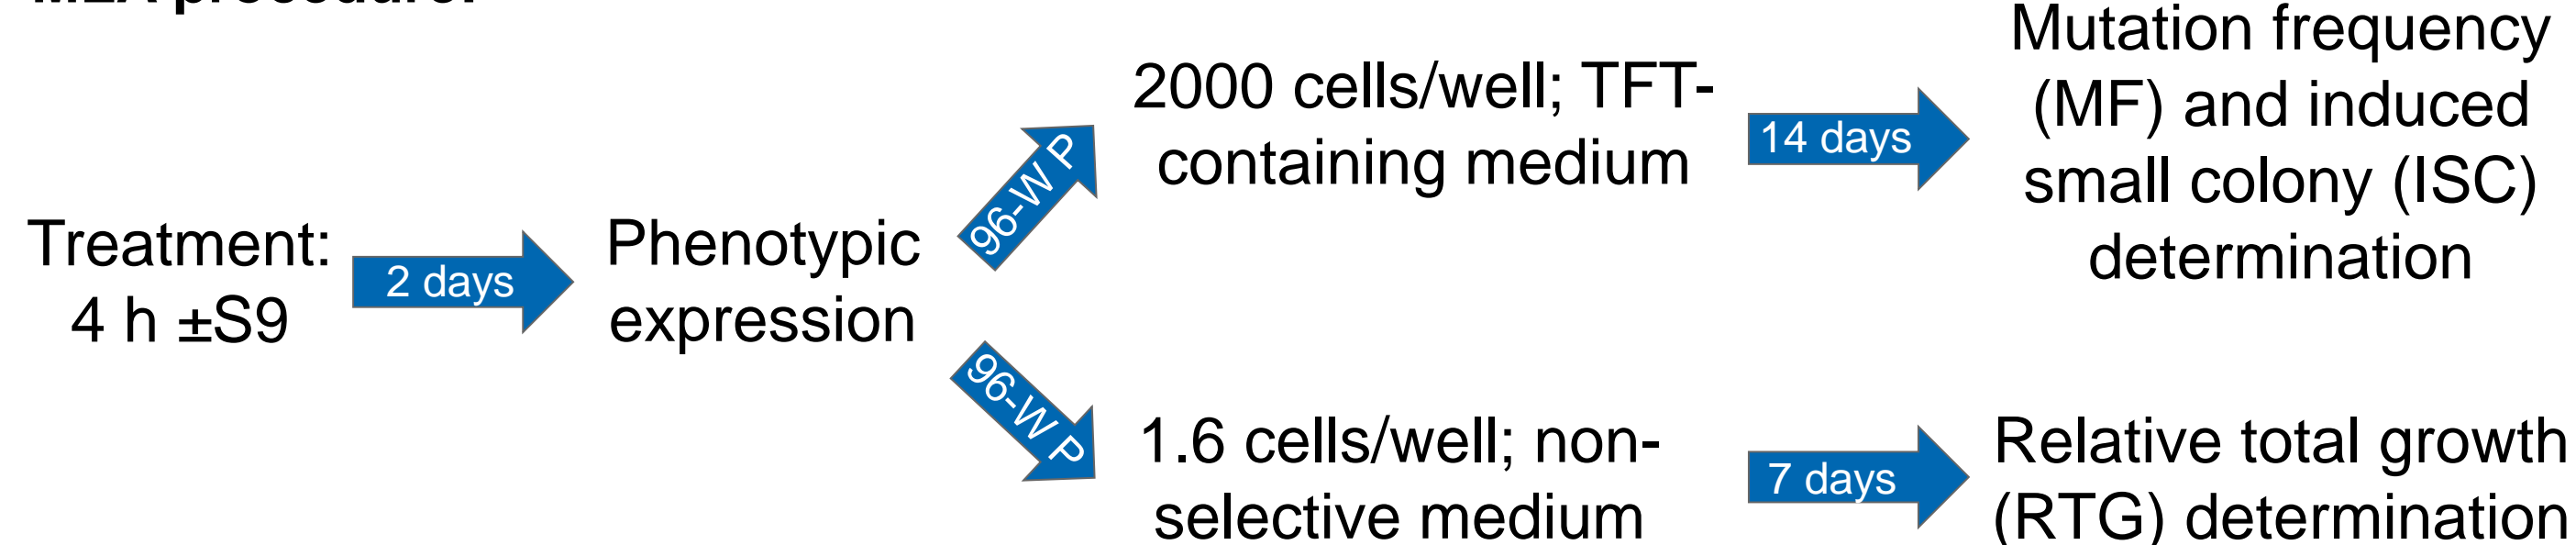 MLA procedure:
Treatment:
4 h ±S9
2 days
Phenotypic
expression
96-W P
2000 cells/well; TFT-
containing medium
14 days
Mutation frequency
(MF) and induced
small colony (ISC)
determination
96-W P
1.6 cells/well; non-
selective medium
7 days
Relative total growth
(RTG) determination